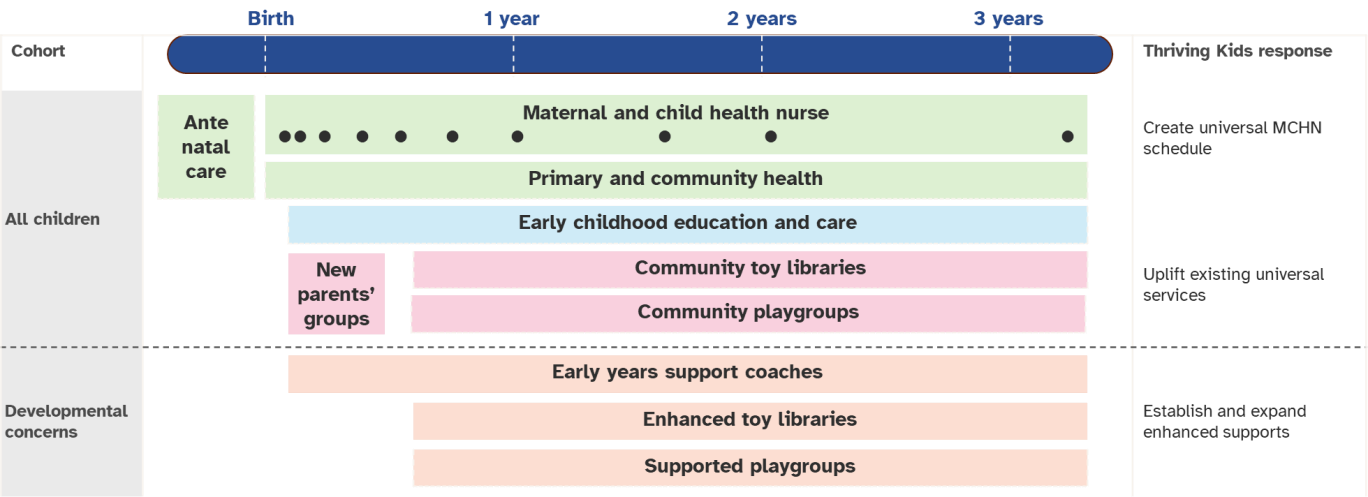 Birth
1 year
2 years
3 years
Cohort
Thriving Kids response
All children
Ante
natal
care
Maternal and child health nurse
Create universal MCHN
schedule
Primary and community health
Early childhood education and care
New
parents’
groups
Community toy libraries
Community playgroups
Uplift existing universal
services
Developmental
concerns
Early years support coaches
Enhanced toy libraries
Supported playgroups
Establish and expand
enhanced supports